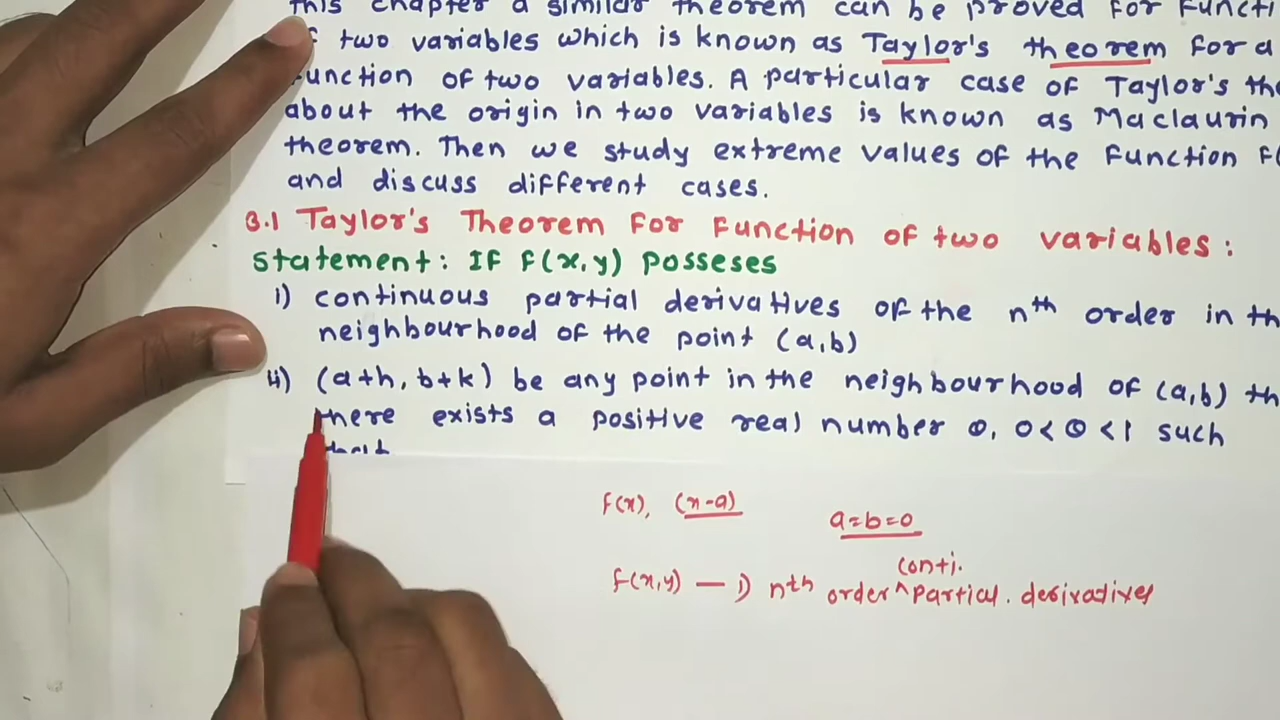 this chapter a similar theorem can be proved for functi
two variables which is known as Taylor's theorem for a
unction of two variables. A particular case of Taylor's the
about the origin in two variables is known as Maclaurin
theorem. Then we study extreme values of the function f(
and discuss different cases.
3.1 Taylor's Theorem for Function of two variables:
statement: If f(x,y) posseses
i) continuous partial derivatives of the nth order in th
neighbourhood of the point (a,b)
ii) (a+h, b+k) be any point in the neighbourhood of (a,b) th
there exists a positive real number θ, 0<θ<1 such
that
f(x), (x-a)
a=b=0
conti.
f(x,y) — i) nth order ^ partial. derivatives